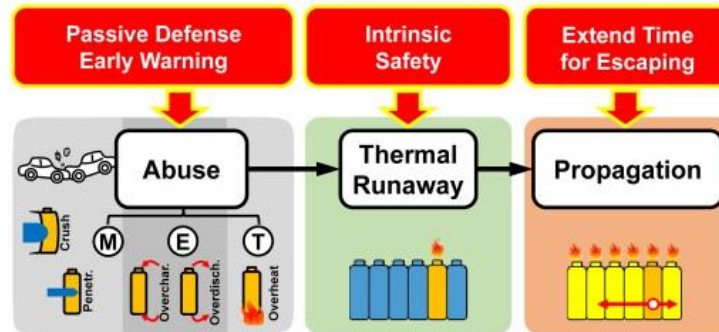 Passive Defense
Early Warning
Intrinsic
Safety
Extend Time
for Escaping
Abuse
Thermal
Runaway
Propagation
M
E
T
Crush
Penetr.
Overchar.
Overdisch.
Overheat